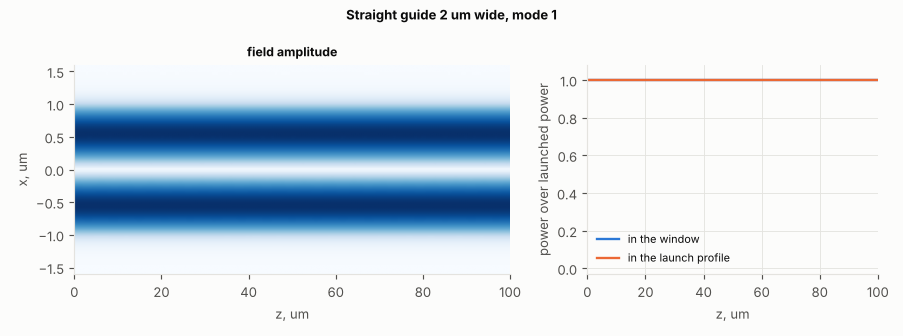 Straight guide 2 um wide, mode 1
field amplitude
1.5
1.0
0.5
0.0
−0.5
−1.0
−1.5
x, um
0 20 40 60 80 100
z, um
1.0
0.8
0.6
0.4
0.2
0.0
power over launched power
in the window
in the launch profile
0 20 40 60 80 100
z, um